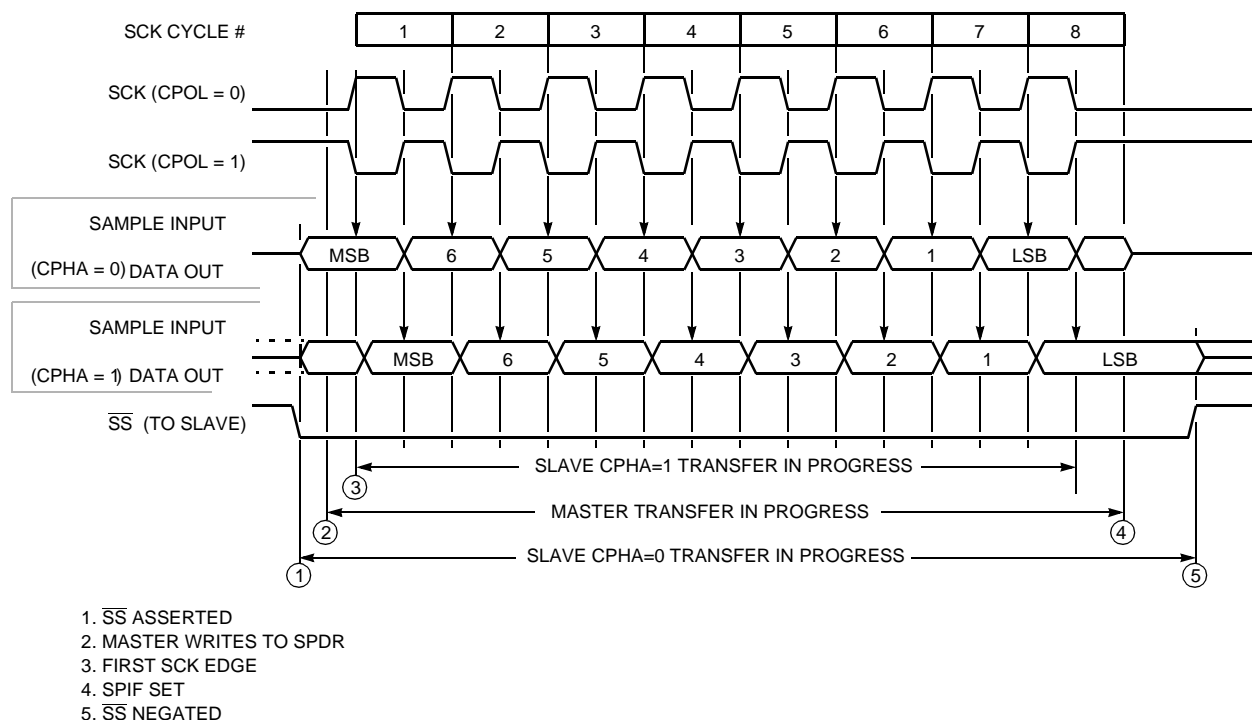 SCK CYCLE # 1 2 3 4 5 6 7 8
SCK (CPOL = 0)
SCK (CPOL = 1)
SAMPLE INPUT
MSB 6 5 4 3 2 1 LSB
(CPHA = 0) DATA OUT
SAMPLE INPUT
MSB 6 5 4 3 2 1 LSB
(CPHA = 1) DATA OUT
SS (TO SLAVE)
SLAVE CPHA=1 TRANSFER IN PROGRESS
3
MASTER TRANSFER IN PROGRESS
2 4
SLAVE CPHA=0 TRANSFER IN PROGRESS
1 5
1. SS ASSERTED
2. MASTER WRITES TO SPDR
3. FIRST SCK EDGE
4. SPIF SET
5. SS NEGATED